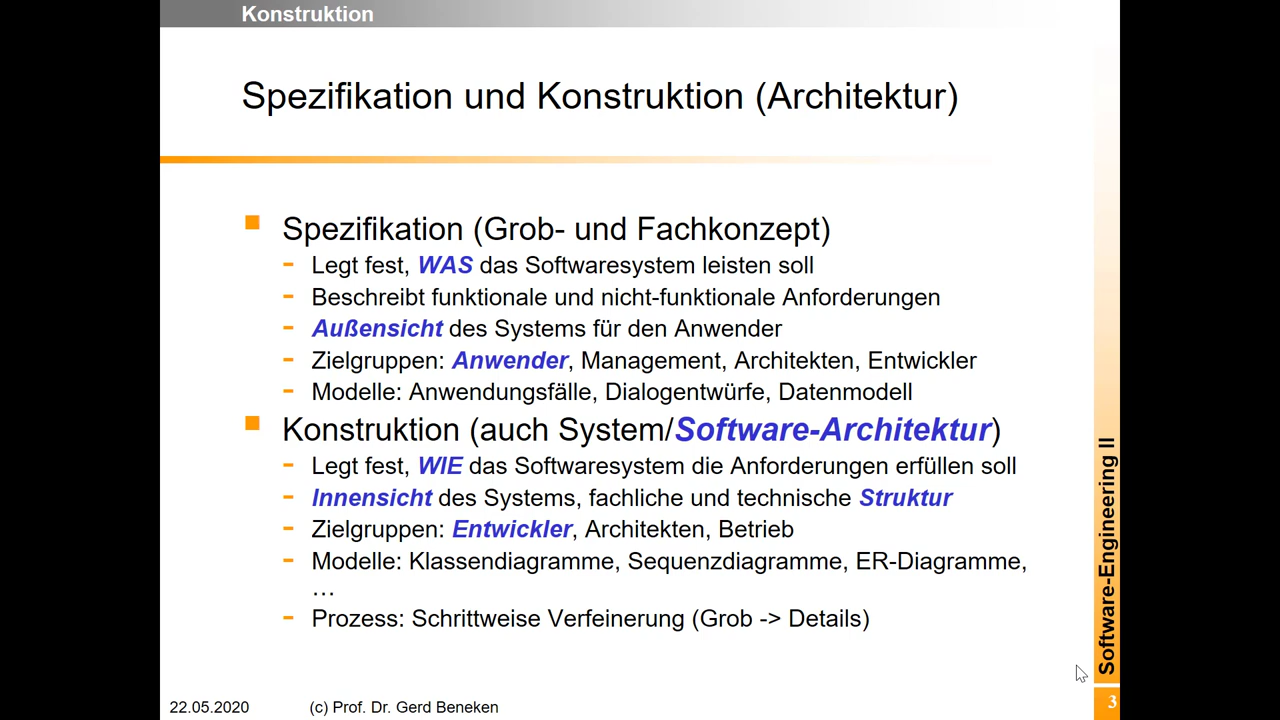 Konstruktion
Spezifikation und Konstruktion (Architektur)
Spezifikation (Grob- und Fachkonzept)
- Legt fest, WAS das Softwaresystem leisten soll
- Beschreibt funktionale und nicht-funktionale Anforderungen
- Außensicht des Systems für den Anwender
- Zielgruppen: Anwender, Management, Architekten, Entwickler
- Modelle: Anwendungsfälle, Dialogentwürfe, Datenmodell
Konstruktion (auch System/Software-Architektur)
- Legt fest, WIE das Softwaresystem die Anforderungen erfüllen soll
- Innensicht des Systems, fachliche und technische Struktur
- Zielgruppen: Entwickler, Architekten, Betrieb
- Modelle: Klassendiagramme, Sequenzdiagramme, ER-Diagramme,
…
- Prozess: Schrittweise Verfeinerung (Grob -> Details)
Software-Engineering II
22.05.2020
(c) Prof. Dr. Gerd Beneken
3